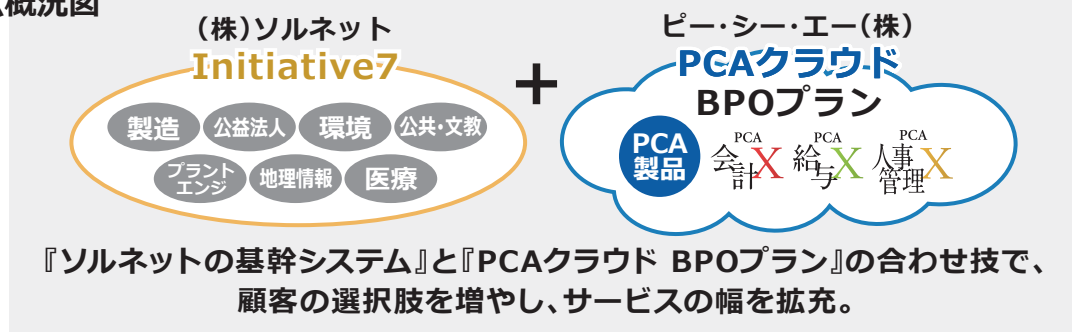 概況図
(株)ソルネット
Initiative7
製造 公益法人 環境 公共・文教
プラント
エンジ
地理情報 医療
+
ピー・シー・エー(株)
PCAクラウド
BPOプラン
PCA
製品
PCA
会計X
PCA
給与X
PCA
人事
管理X
『ソルネットの基幹システム』と『PCAクラウド BPOプラン』の合わせ技で、
顧客の選択肢を増やし、サービスの幅を拡充。